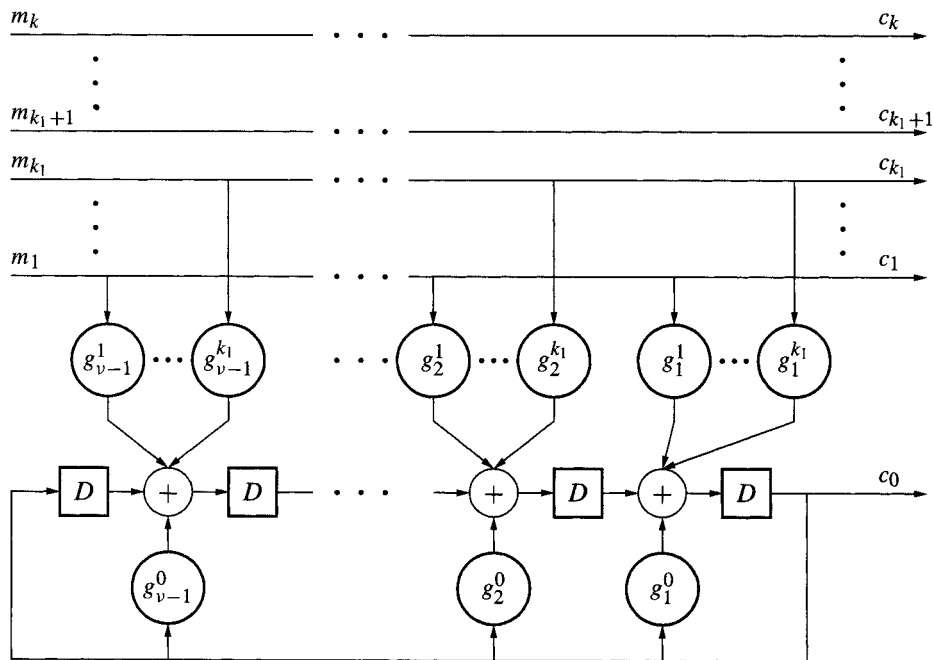 m_k c_k
m_{k_1+1} c_{k_1+1}
m_{k_1} c_{k_1}
m_1 c_1
g^1_{ν−1} g^{k_1}_{ν−1} g^1_2 g^{k_1}_2 g^1_1 g^{k_1}_1
D + D + D + D c_0
g^0_{ν−1} g^0_2 g^0_1